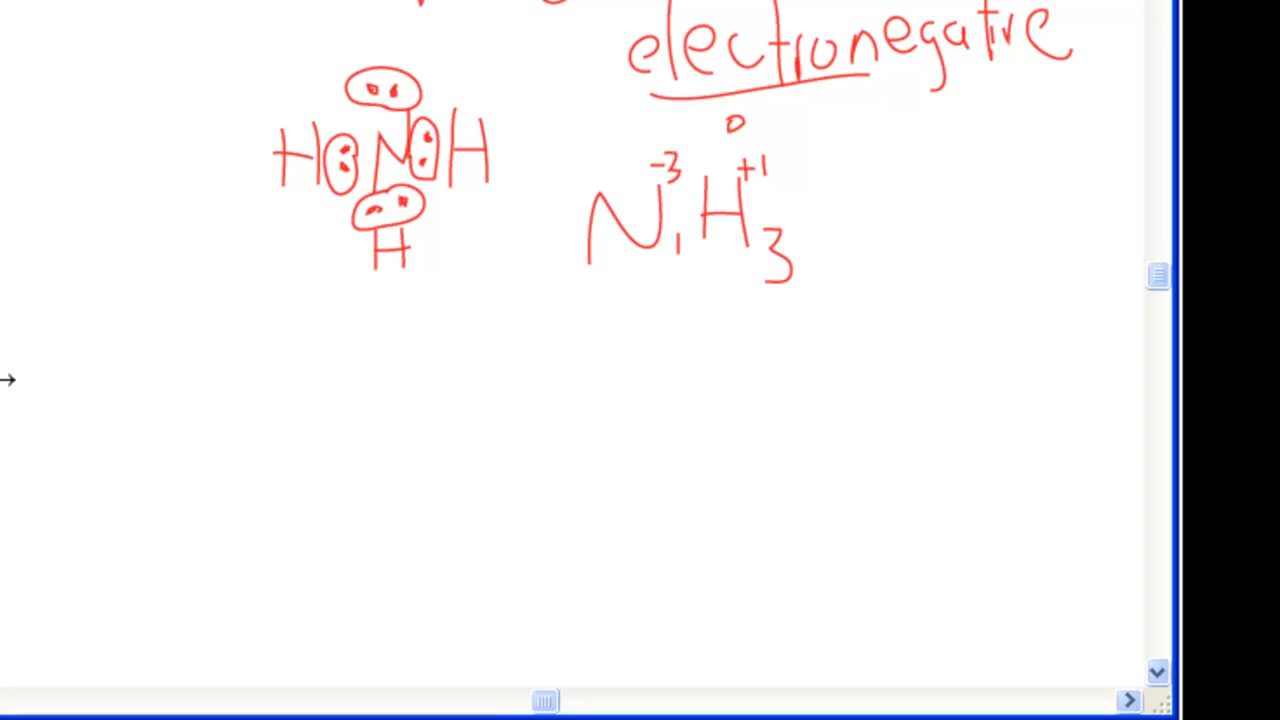 electronegative
H N H
H
0
-3 +1
N1H3
→